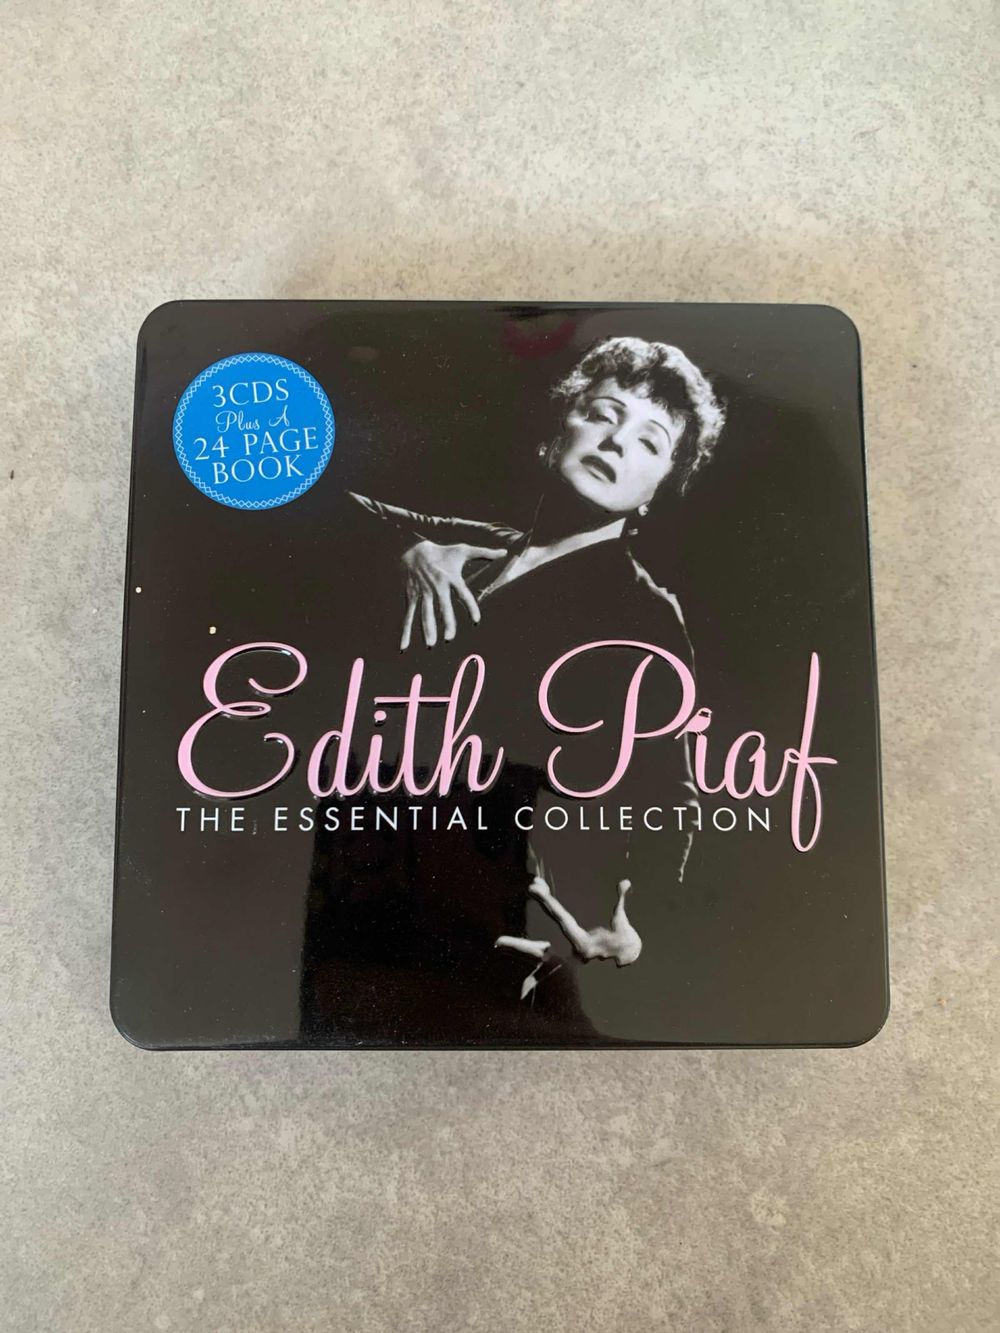 3CDS
Plus A
24 PAGE
BOOK
Edith Piaf
THE ESSENTIAL COLLECTION